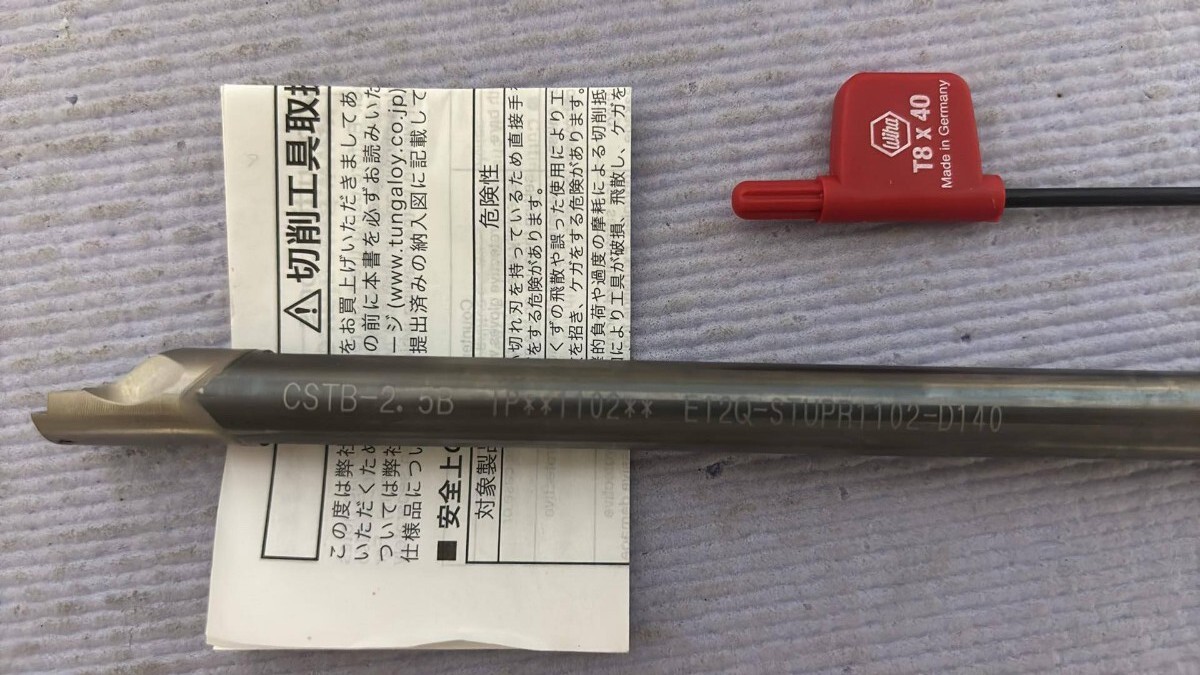 切削工具取扱
この度は弊社
をお買上げいただきましてあ
いただくため
の前に本書を必ずお読みいた
ついては弊社
ージ (www.tungaloy.co.jp)
仕様品につい
提出済みの納入図に記載して
■ 安全上
対象製品
危険性
い切れ刃を持っているため直接手
をする危険があります。
くずの飛散や誤った使用により工
を招き、ケガをする危険があります。
的負荷や過度の摩耗による切削抵
により工具が破損、飛散し、ケガを
CSTB-2.5B TP**1102** E12Q-STUPR1102-D140
Wiha
T8 x 40
Made in Germany